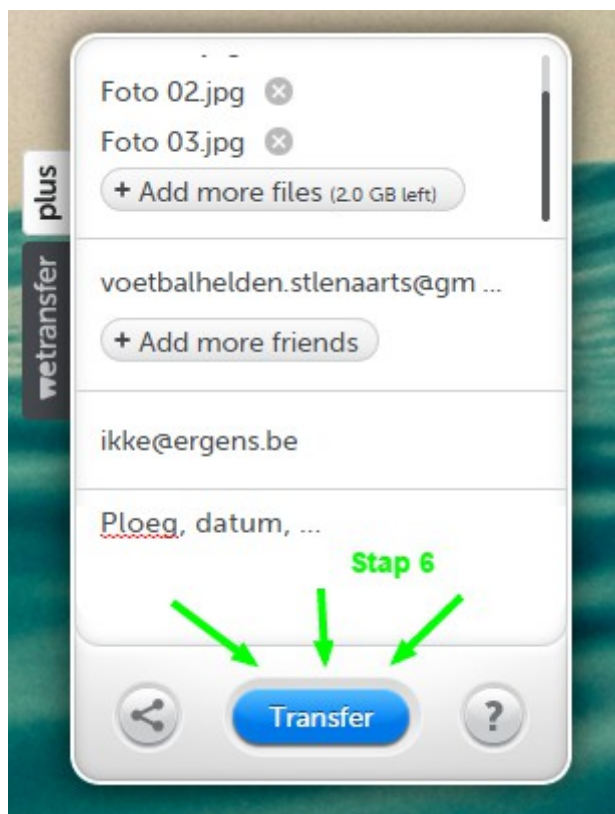 Foto 02.jpg
Foto 03.jpg
+ Add more files (2.0 GB left)
plus
wetransfer
voetbalhelden.stlenaarts@gm ...
+ Add more friends
ikke@ergens.be
Ploeg, datum, ...
Stap 6
Transfer
?